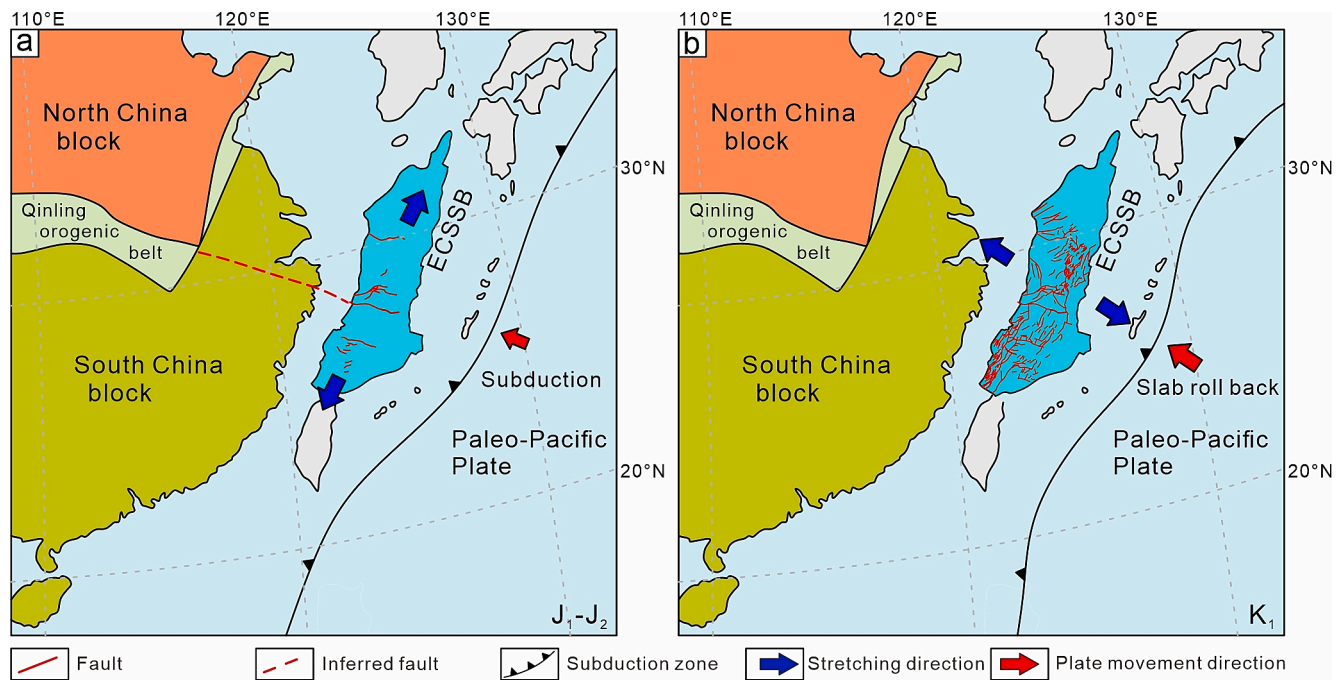 110°E
120°E
130°E
110°E
120°E
130°E
a
North China
block
30°N
Qinling
orogenic
belt
ECSSB
South China
block
Subduction
Paleo-Pacific
Plate
20°N
J₁-J₂
b
North China
block
30°N
Qinling
orogenic
belt
ECSSB
South China
block
Slab roll back
Paleo-Pacific
Plate
20°N
K₁
Fault
Inferred fault
Subduction zone
Stretching direction
Plate movement direction